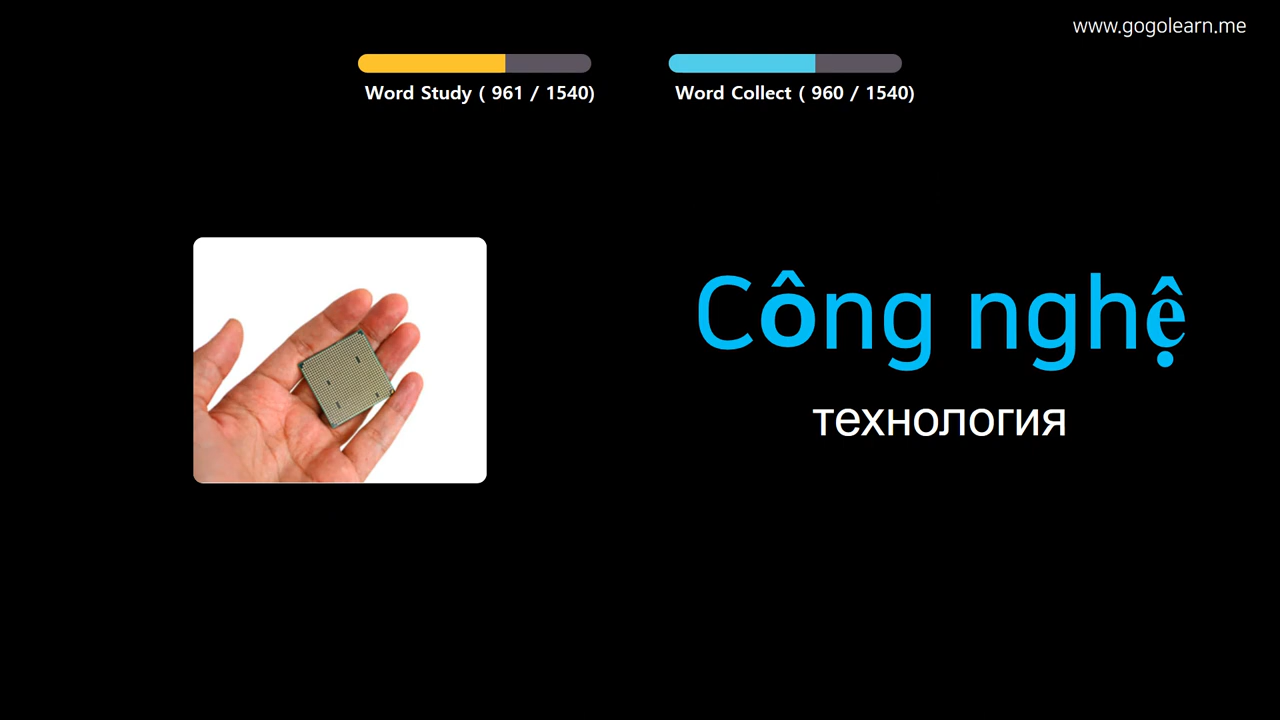 www.gogolearn.me
Word Study ( 961 / 1540)
Word Collect ( 960 / 1540)
Công nghệ
технология